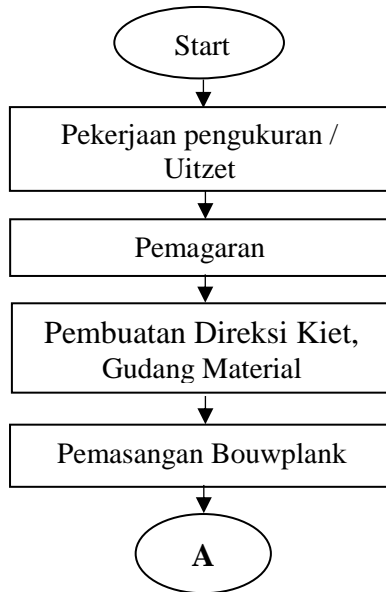 Start
Pekerjaan pengukuran /
Uitzet
Pemagaran
Pembuatan Direksi Kiet,
Gudang Material
Pemasangan Bouwplank
A